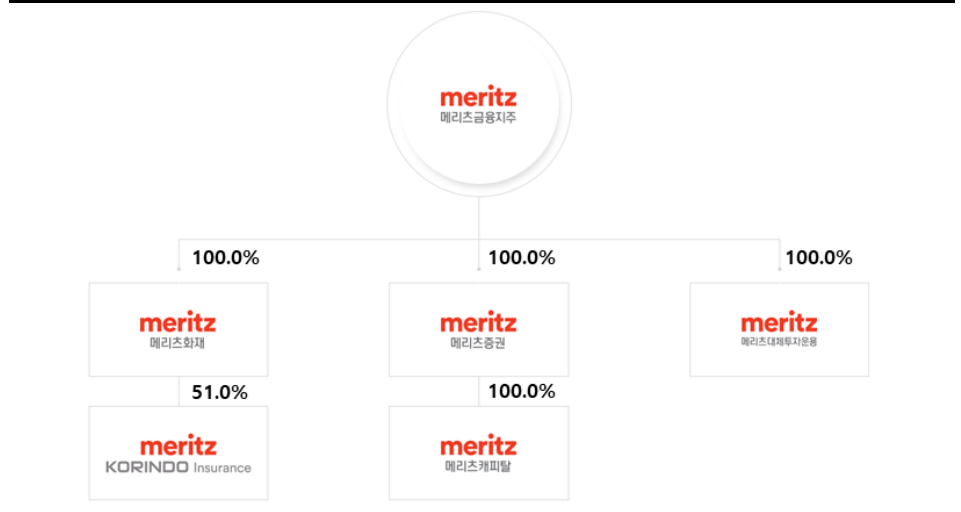 meritz
메리츠금융지주
100.0%
100.0%
100.0%
meritz
메리츠화재
meritz
메리츠증권
meritz
메리츠대체투자운용
51.0%
100.0%
meritz
KORINDO Insurance
meritz
메리츠캐피탈